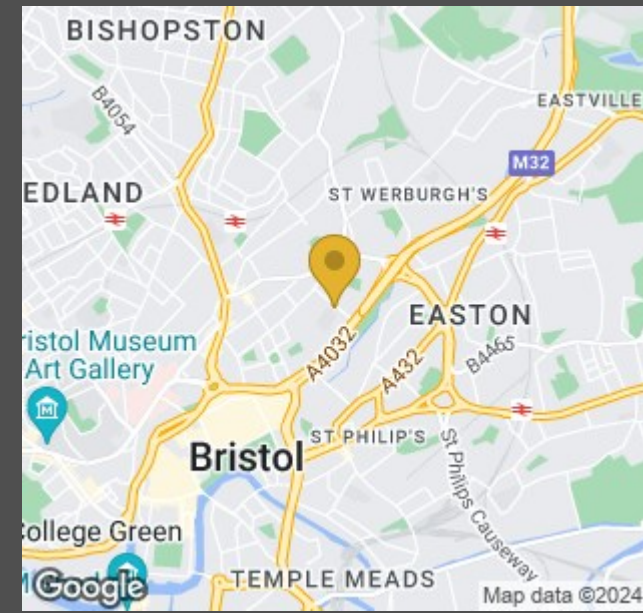 BISHOPSTON
B4054
EASTVILLE
M32
EDLAND
ST WERBURGH'S
EASTON
A4032
ristol Museum
Art Gallery
A432
B4465
M
ST PHILIP'S
Bristol
St Philips Causeway
ollege Green
TEMPLE MEADS
Google
Map data ©2024